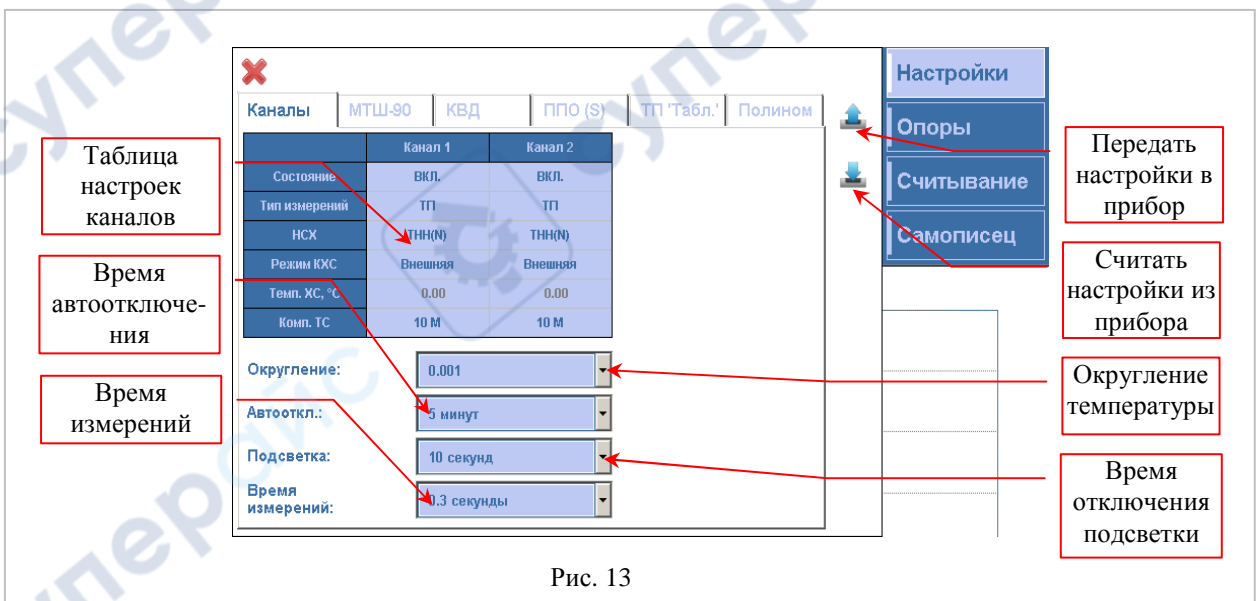 Настройки
Опоры
Считывание
Самописец
Каналы МТШ-90 КВД ППО (S) ТП 'Табл.' Полином
Канал 1 Канал 2
Состояние ВКЛ. ВКЛ.
Тип измерений ТП ТП
НСХ ТНН(N) ТНН(N)
Режим КХС Внешняя Внешняя
Темп. ХС, °С 0.00 0.00
Комп. ТС 10 М 10 М
Округление: 0.001
Автооткл.: 5 минут
Подсветка: 10 секунд
Время
измерений: 0.3 секунды
Таблица
настроек
каналов
Время
автоотключе-
ния
Время
измерений
Передать
настройки в
прибор
Считать
настройки из
прибора
Округление
температуры
Время
отключения
подсветки
Рис. 13